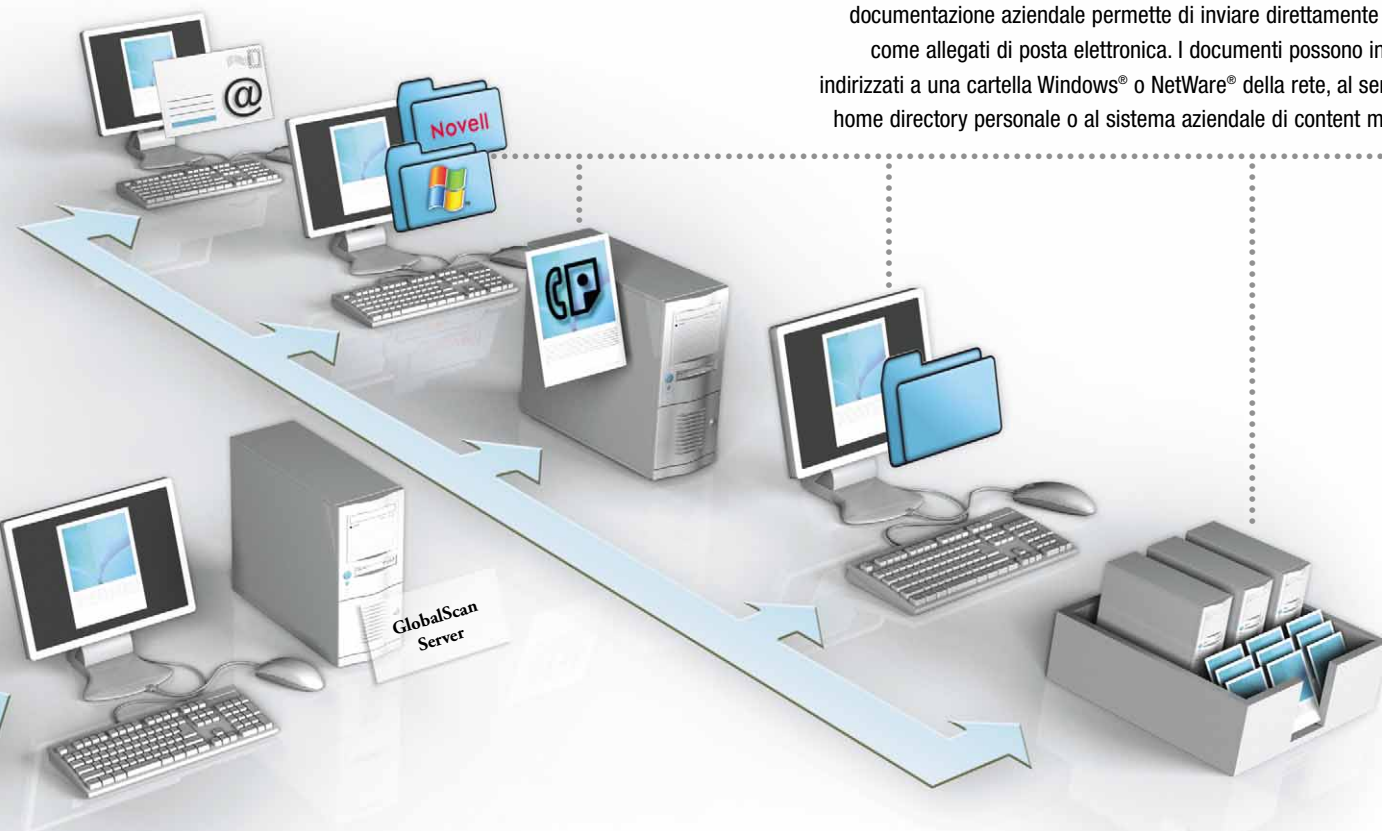 documentazione aziendale permette di inviare direttamente
come allegati di posta elettronica. I documenti possono in
indirizzati a una cartella Windows® o NetWare® della rete, al ser
home directory personale o al sistema aziendale di content m
@
Novell
GlobalScan
Server